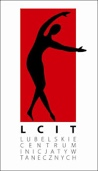 LCIT
LUBELSKIE
CENTRUM
INICJATYW
TANECZNYCH